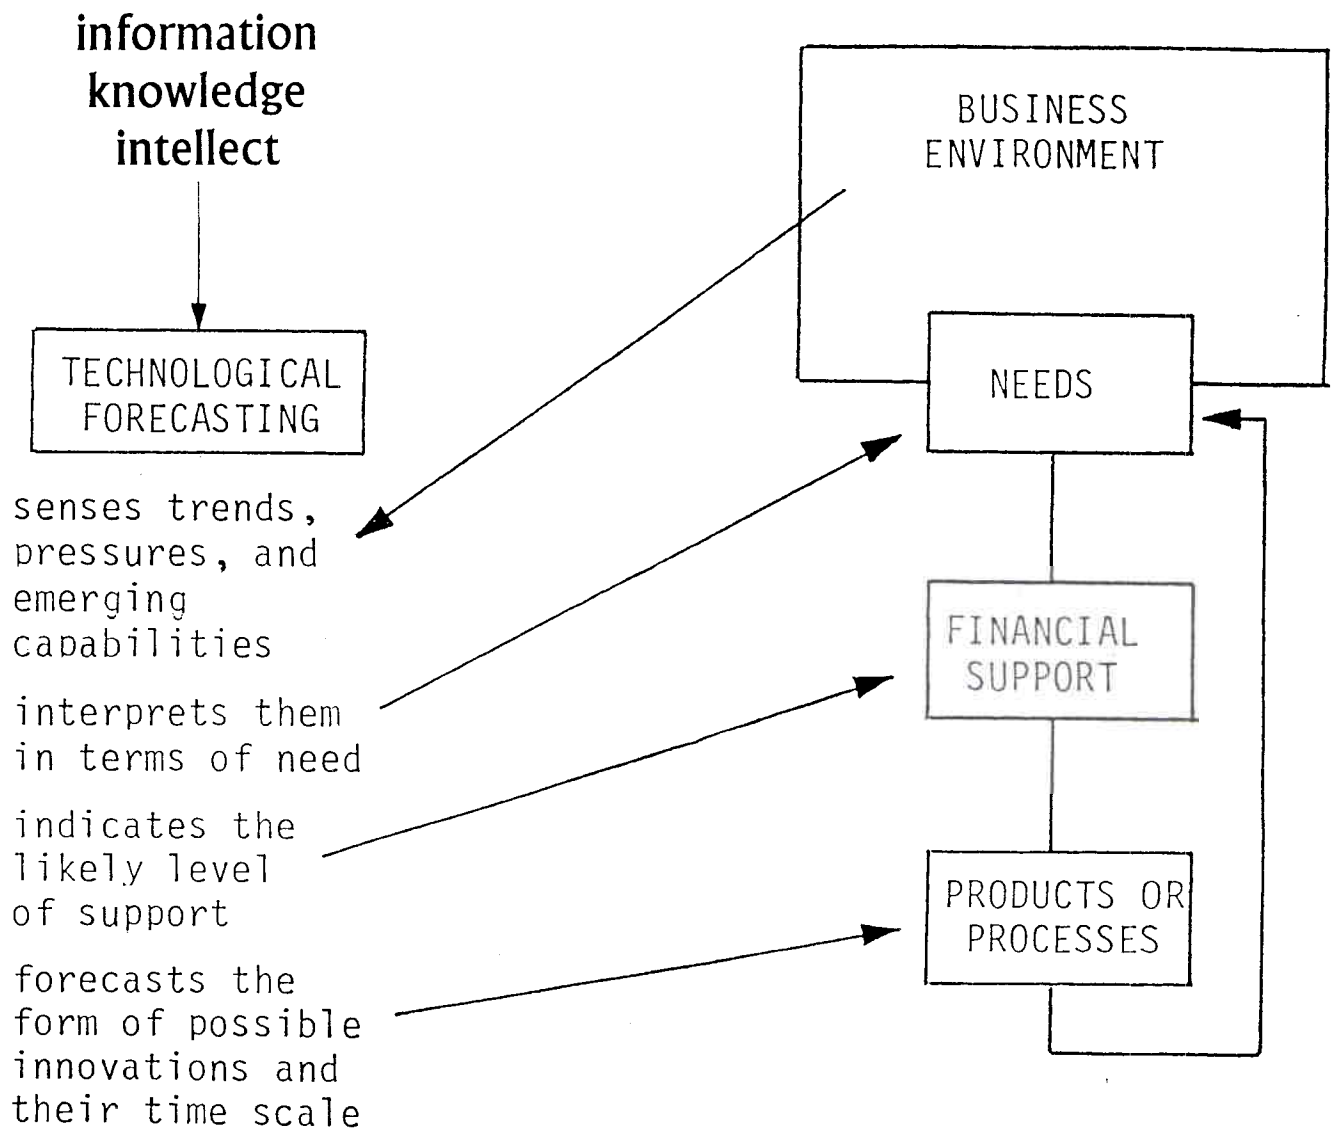 information
knowledge
intellect
TECHNOLOGICAL
FORECASTING
senses trends,
pressures, and
emerging
capabilities
interprets them
in terms of need
indicates the
likely level
of support
forecasts the
form of possible
innovations and
their time scale
BUSINESS
ENVIRONMENT
NEEDS
FINANCIAL
SUPPORT
PRODUCTS OR
PROCESSES